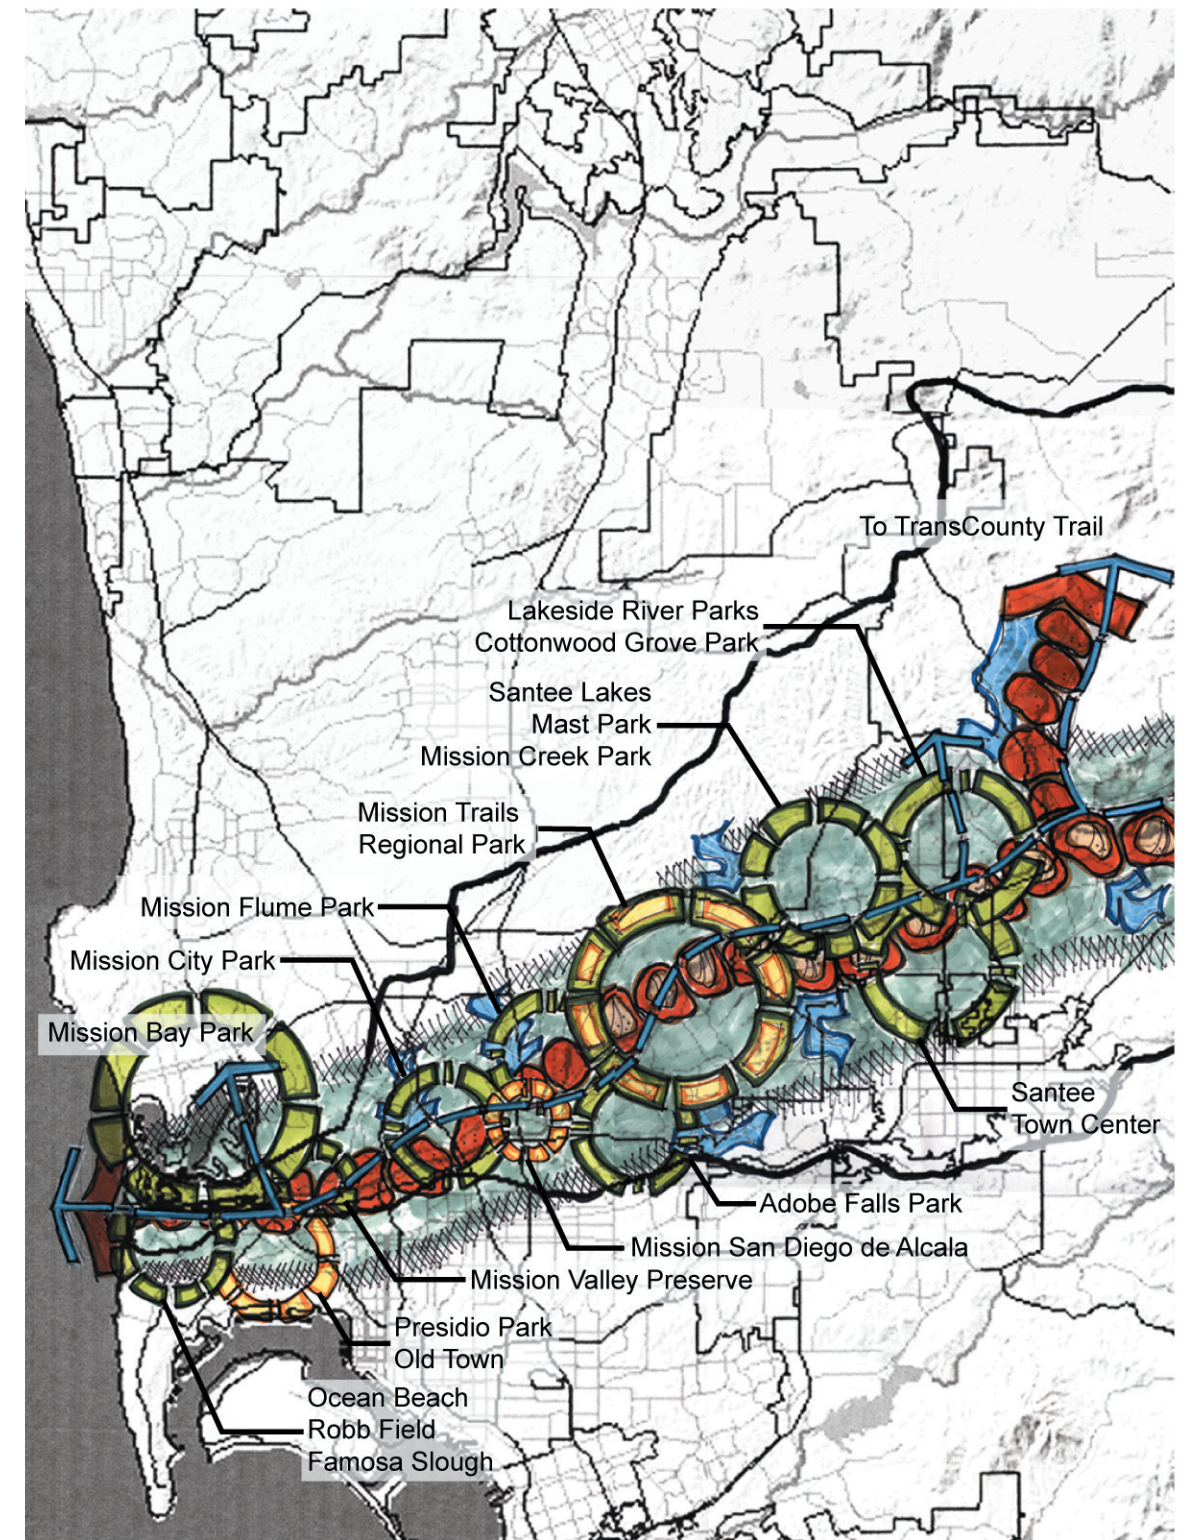 To TransCounty Trail
Lakeside River Parks
Cottonwood Grove Park
Santee Lakes
Mast Park
Mission Creek Park
Mission Trails
Regional Park
Mission Flume Park
Mission City Park
Mission Bay Park
Santee
Town Center
Adobe Falls Park
Mission San Diego de Alcala
Mission Valley Preserve
Presidio Park
Old Town
Ocean Beach
Robb Field
Famosa Slough